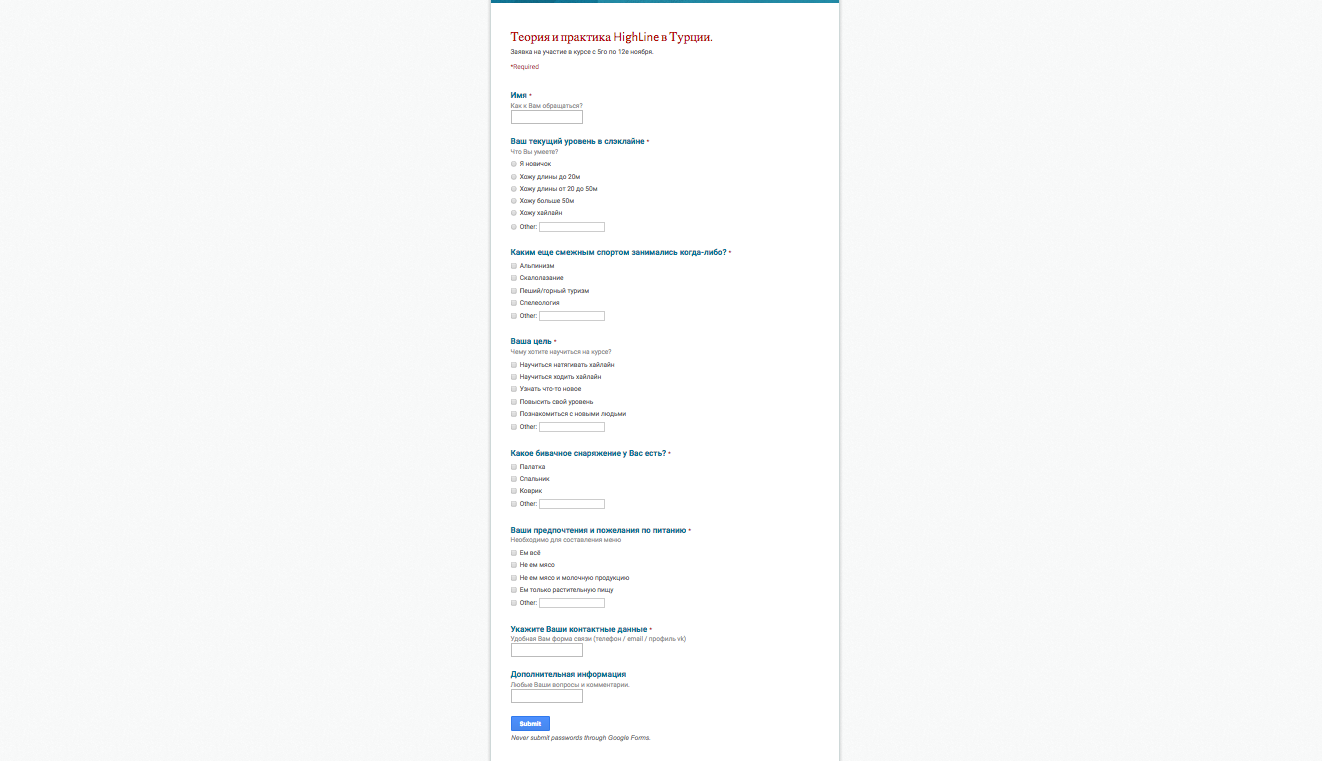 Теория и практика HighLine в Турции.
Заявка на участие в курсе с 5го по 12е ноября.
*Required
Имя *
Как к Вам обращаться?
Ваш текущий уровень в слэклайне *
Что Вы умеете?
Я новичок
Хожу длины до 20м
Хожу длины от 20 до 50м
Хожу больше 50м
Хожу хайлайн
Other:
Каким еще смежным спортом занимались когда-либо? *
Альпинизм
Скалолазание
Пеший/горный туризм
Спелеология
Other:
Ваша цель *
Чему хотите научиться на курсе?
Научиться натягивать хайлайн
Научиться ходить хайлайн
Узнать что-то новое
Повысить свой уровень
Познакомиться с новыми людьми
Other:
Какое бивачное снаряжение у Вас есть? *
Палатка
Спальник
Коврик
Other:
Ваши предпочтения и пожелания по питанию *
Необходимо для составления меню
Ем всё
Не ем мясо
Не ем мясо и молочную продукцию
Ем только растительную пищу
Other:
Укажите Ваши контактные данные *
Удобная Вам форма связи (телефон / email / профиль vk)
Дополнительная информация
Любые Ваши вопросы и комментарии.
Submit
Never submit passwords through Google Forms.